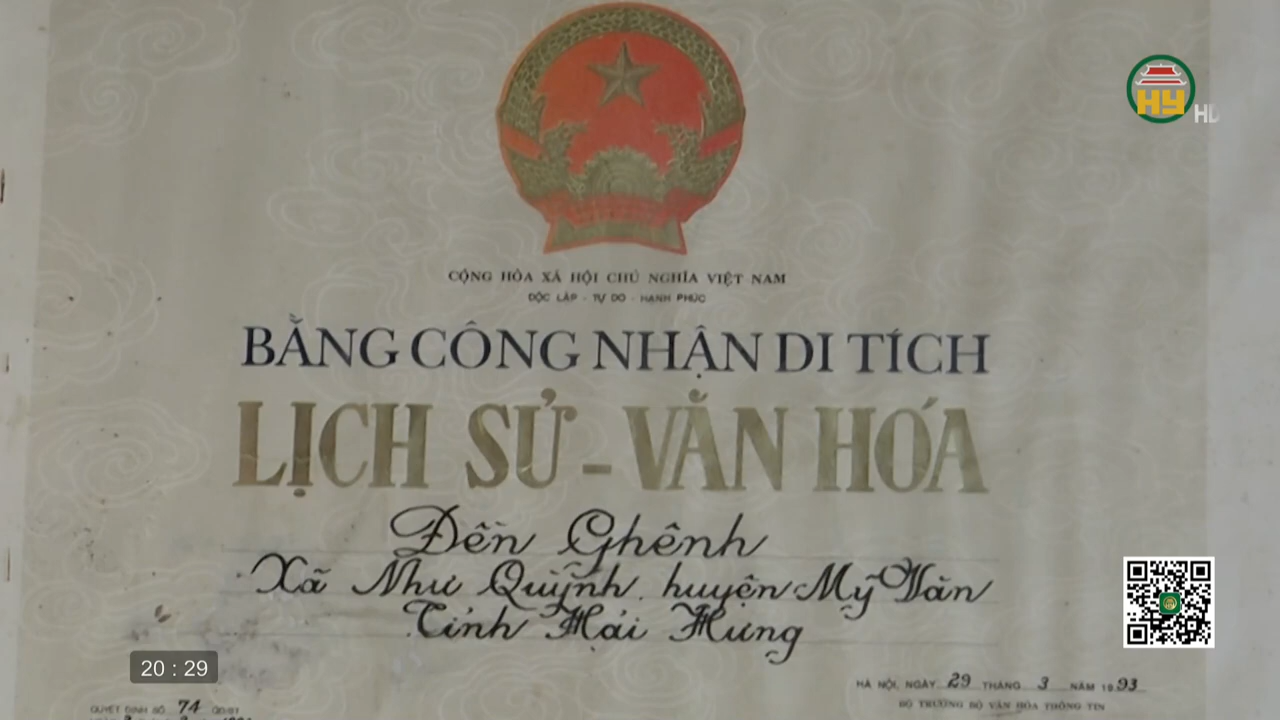 HY HD
CỘNG HÒA XÃ HỘI CHỦ NGHĨA VIỆT NAM
ĐỘC LẬP - TỰ DO - HẠNH PHÚC
BẰNG CÔNG NHẬN DI TÍCH
LỊCH SỬ - VĂN HÓA
Đền Ghênh
Xã Như Quỳnh, huyện Mỹ Văn
Tỉnh Hải Hưng
20 : 29
HÀ NỘI, NGÀY 29 THÁNG 3 NĂM 1993
BỘ TRƯỞNG BỘ VĂN HÓA THÔNG TIN
QUYẾT ĐỊNH SỐ 74